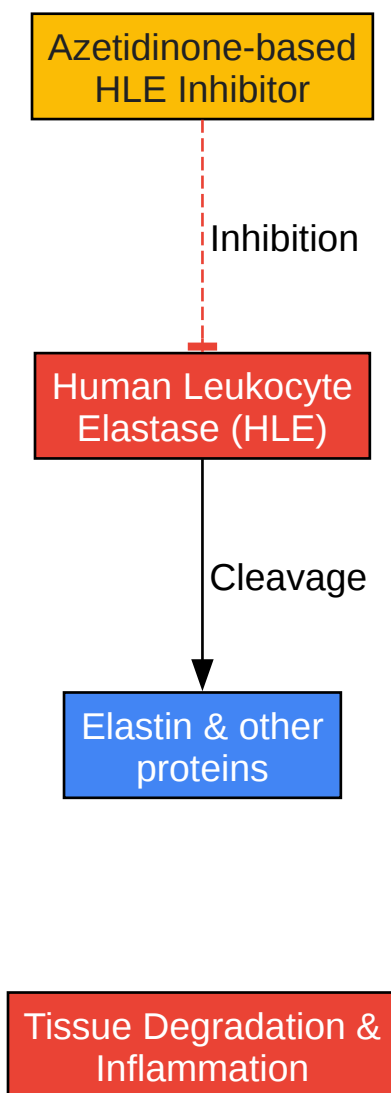 Azetidinone-based
HLE Inhibitor
Inhibition
Human Leukocyte
Elastase (HLE)
Cleavage
Elastin & other
proteins
Tissue Degradation &
Inflammation